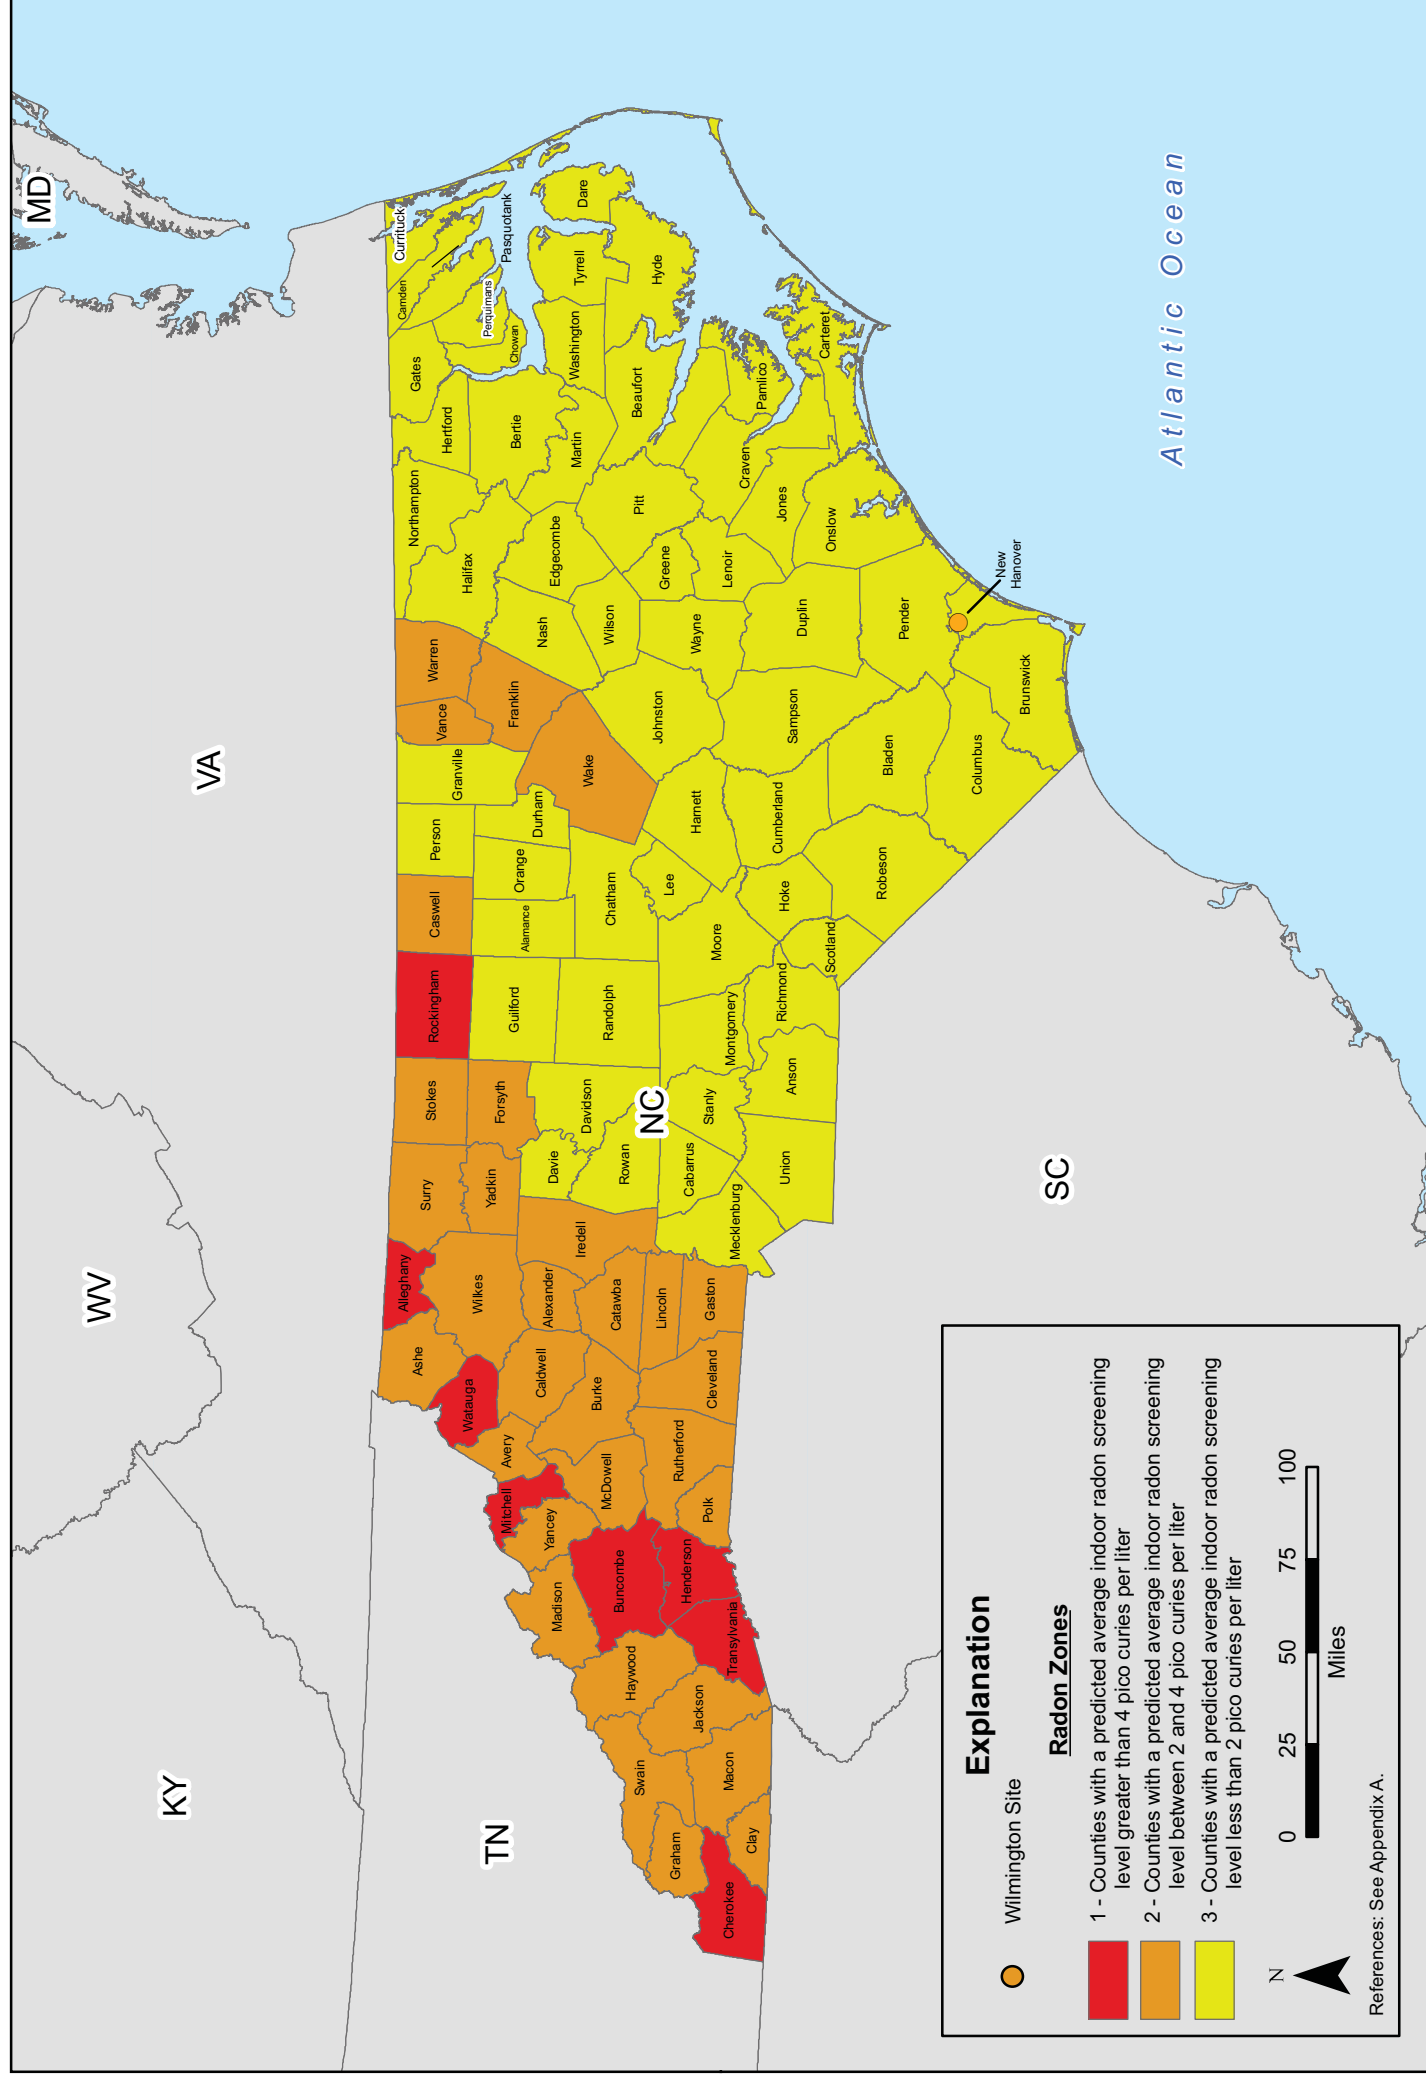 MD
WV
KY
VA
TN
NC
SC
Atlantic Ocean
Cherokee
Graham
Clay
Swain
Macon
Jackson
Haywood
Transylvania
Henderson
Buncombe
Madison
Yancey
Mitchell
Avery
McDowell
Polk
Rutherford
Burke
Cleveland
Caldwell
Watauga
Ashe
Alleghany
Wilkes
Alexander
Catawba
Lincoln
Gaston
Iredell
Surry
Yadkin
Stokes
Forsyth
Davie
Davidson
Rowan
Cabarrus
Mecklenburg
Union
Stanly
Anson
Rockingham
Guilford
Randolph
Montgomery
Richmond
Caswell
Alamance
Chatham
Moore
Scotland
Hoke
Person
Orange
Durham
Lee
Harnett
Cumberland
Robeson
Granville
Vance
Warren
Franklin
Wake
Johnston
Sampson
Bladen
Columbus
Brunswick
New
Hanover
Pender
Duplin
Wayne
Wilson
Nash
Halifax
Northampton
Edgecombe
Pitt
Greene
Lenoir
Jones
Onslow
Craven
Carteret
Pamlico
Beaufort
Martin
Bertie
Hertford
Gates
Chowan
Perquimans
Pasquotank
Camden
Currituck
Washington
Tyrrell
Hyde
Dare
Explanation
Wilmington Site
Radon Zones
1 - Counties with a predicted average indoor radon screening
level greater than 4 pico curies per liter
2 - Counties with a predicted average indoor radon screening
level between 2 and 4 pico curies per liter
3 - Counties with a predicted average indoor radon screening
level less than 2 pico curies per liter
N
0 25 50 75 100
Miles
References: See Appendix A.